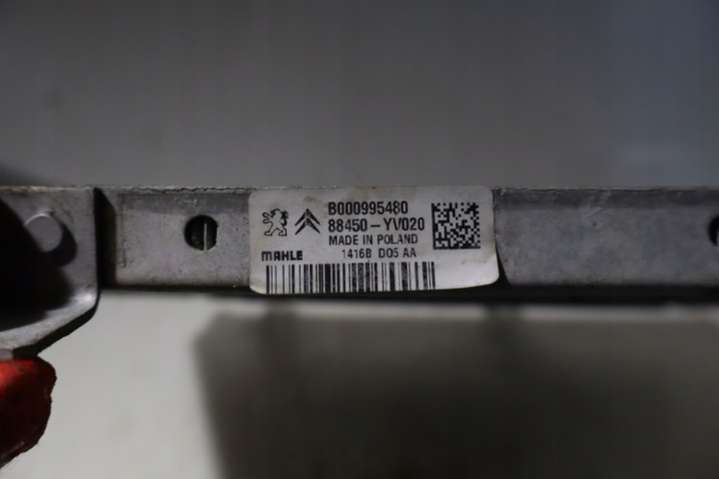 B000995480
88450-YV020
MADE IN POLAND
MAHLE 1416B D05 AA